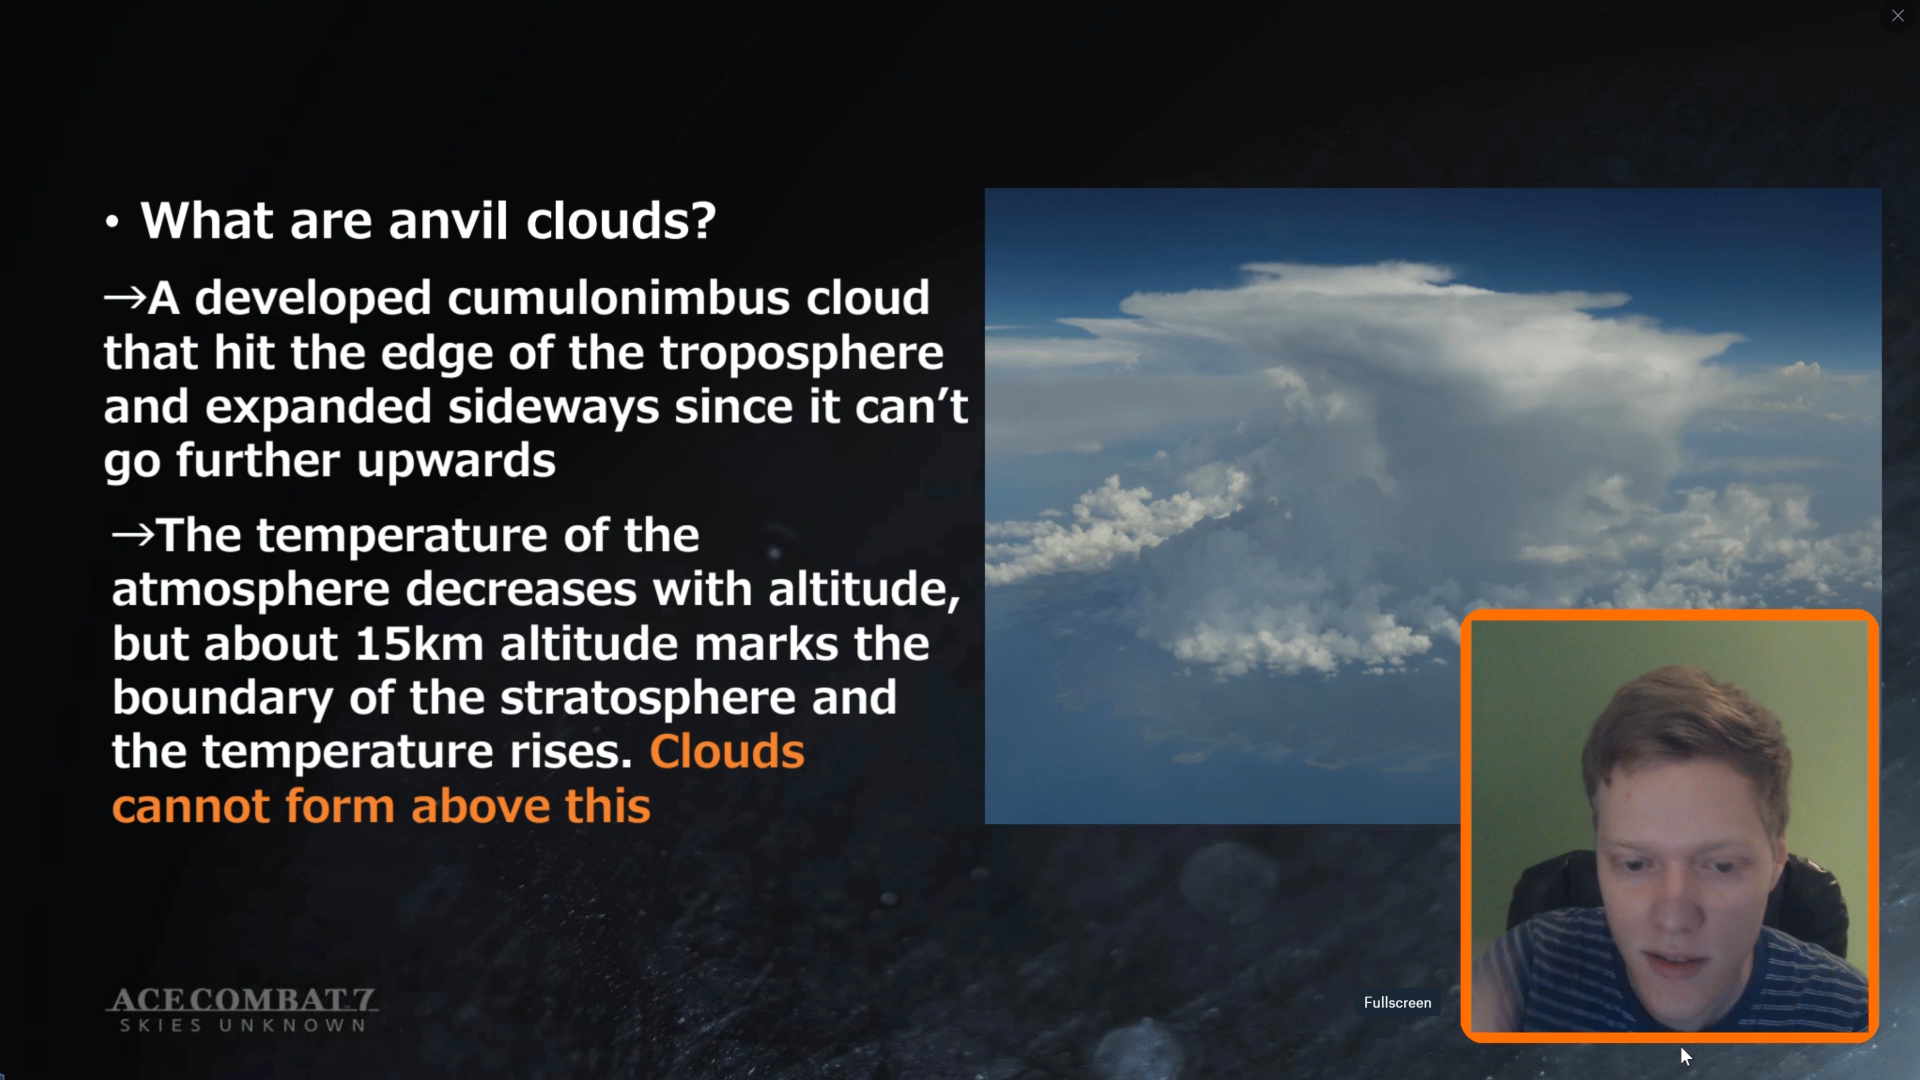 • What are anvil clouds?
→A developed cumulonimbus cloud
that hit the edge of the troposphere
and expanded sideways since it can’t
go further upwards
→The temperature of the
atmosphere decreases with altitude,
but about 15km altitude marks the
boundary of the stratosphere and
the temperature rises. Clouds
cannot form above this
ACE COMBAT 7
SKIES UNKNOWN
Fullscreen